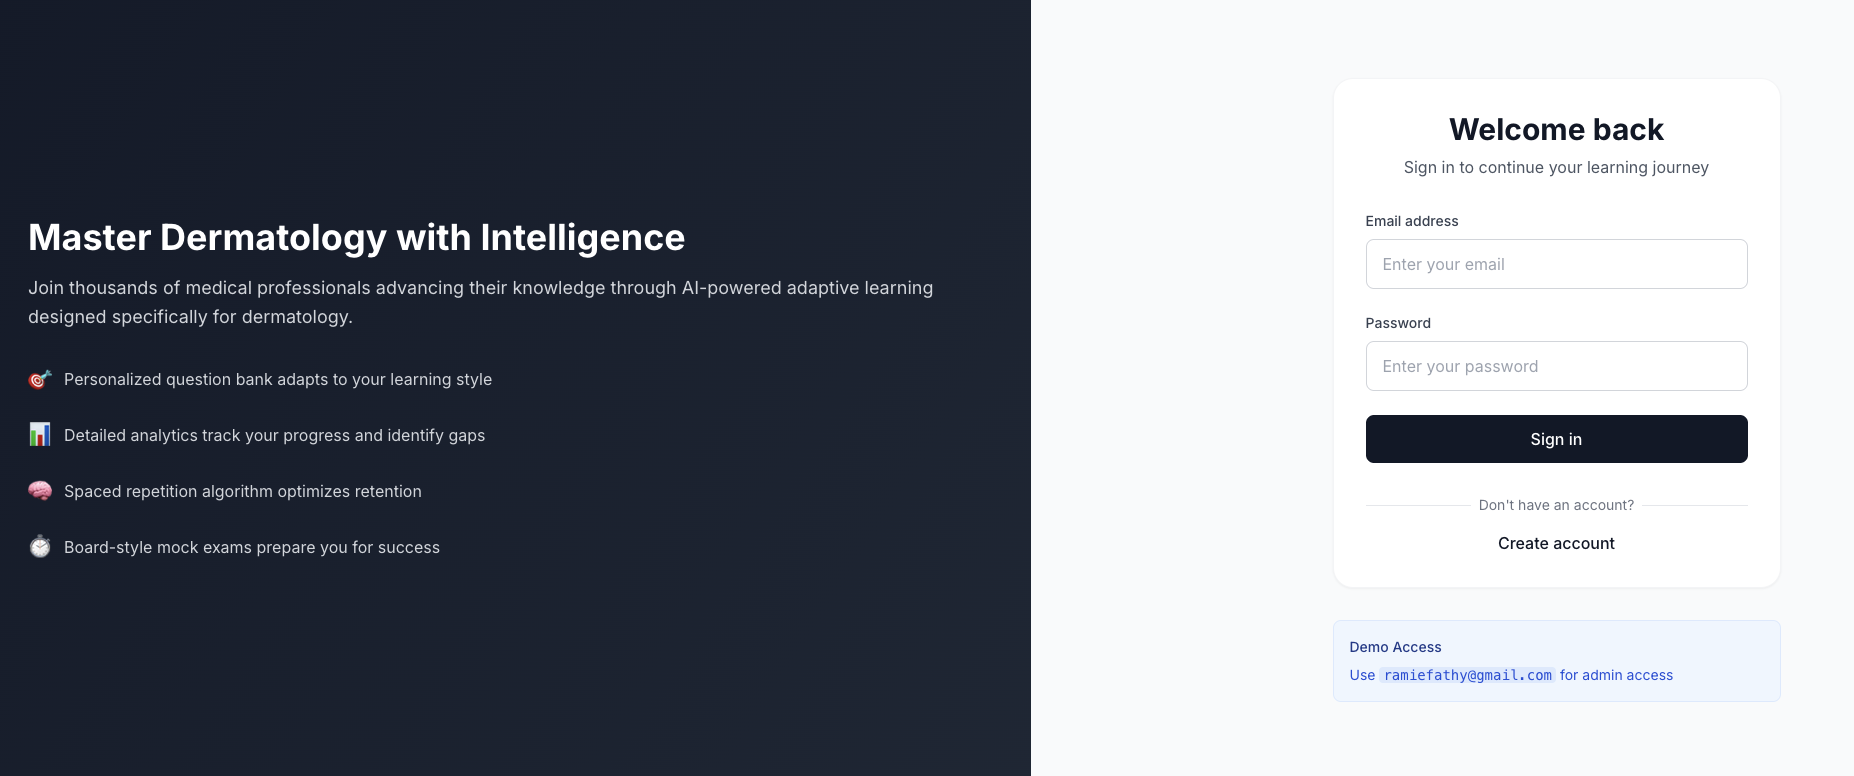 Master Dermatology with Intelligence
Join thousands of medical professionals advancing their knowledge through AI-powered adaptive learning
designed specifically for dermatology.
Personalized question bank adapts to your learning style
Detailed analytics track your progress and identify gaps
Spaced repetition algorithm optimizes retention
Board-style mock exams prepare you for success
Welcome back
Sign in to continue your learning journey
Email address
Enter your email
Password
Enter your password
Sign in
Don't have an account?
Create account
Demo Access
Use ramiefathy@gmail.com for admin access